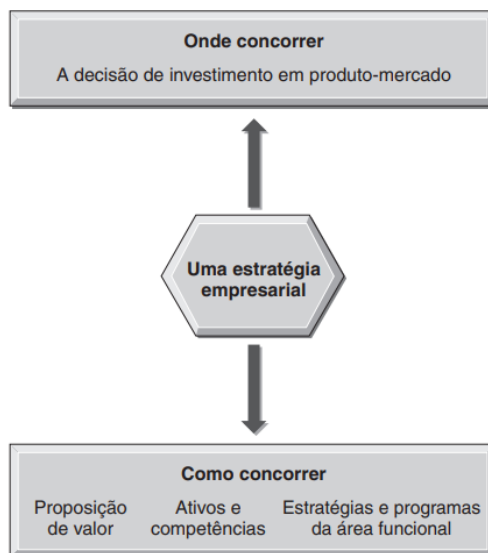 Onde concorrer
A decisão de investimento em produto-mercado
Uma estratégia
empresarial
Como concorrer
Proposição
de valor
Ativos e
competências
Estratégias e programas
da área funcional